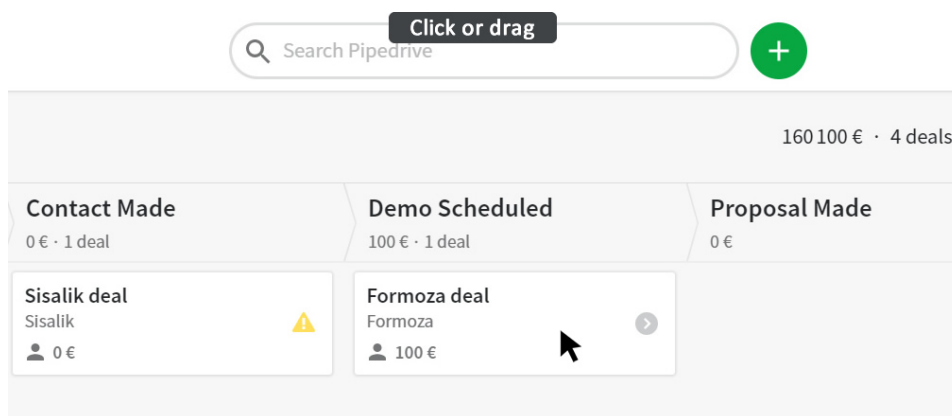 Click or drag
Search Pipedrive
160 100 € · 4 deals
Contact Made
0 € · 1 deal
Demo Scheduled
100 € · 1 deal
Proposal Made
0 €
Sisalik deal
Sisalik
0 €
Formoza deal
Formoza
100 €